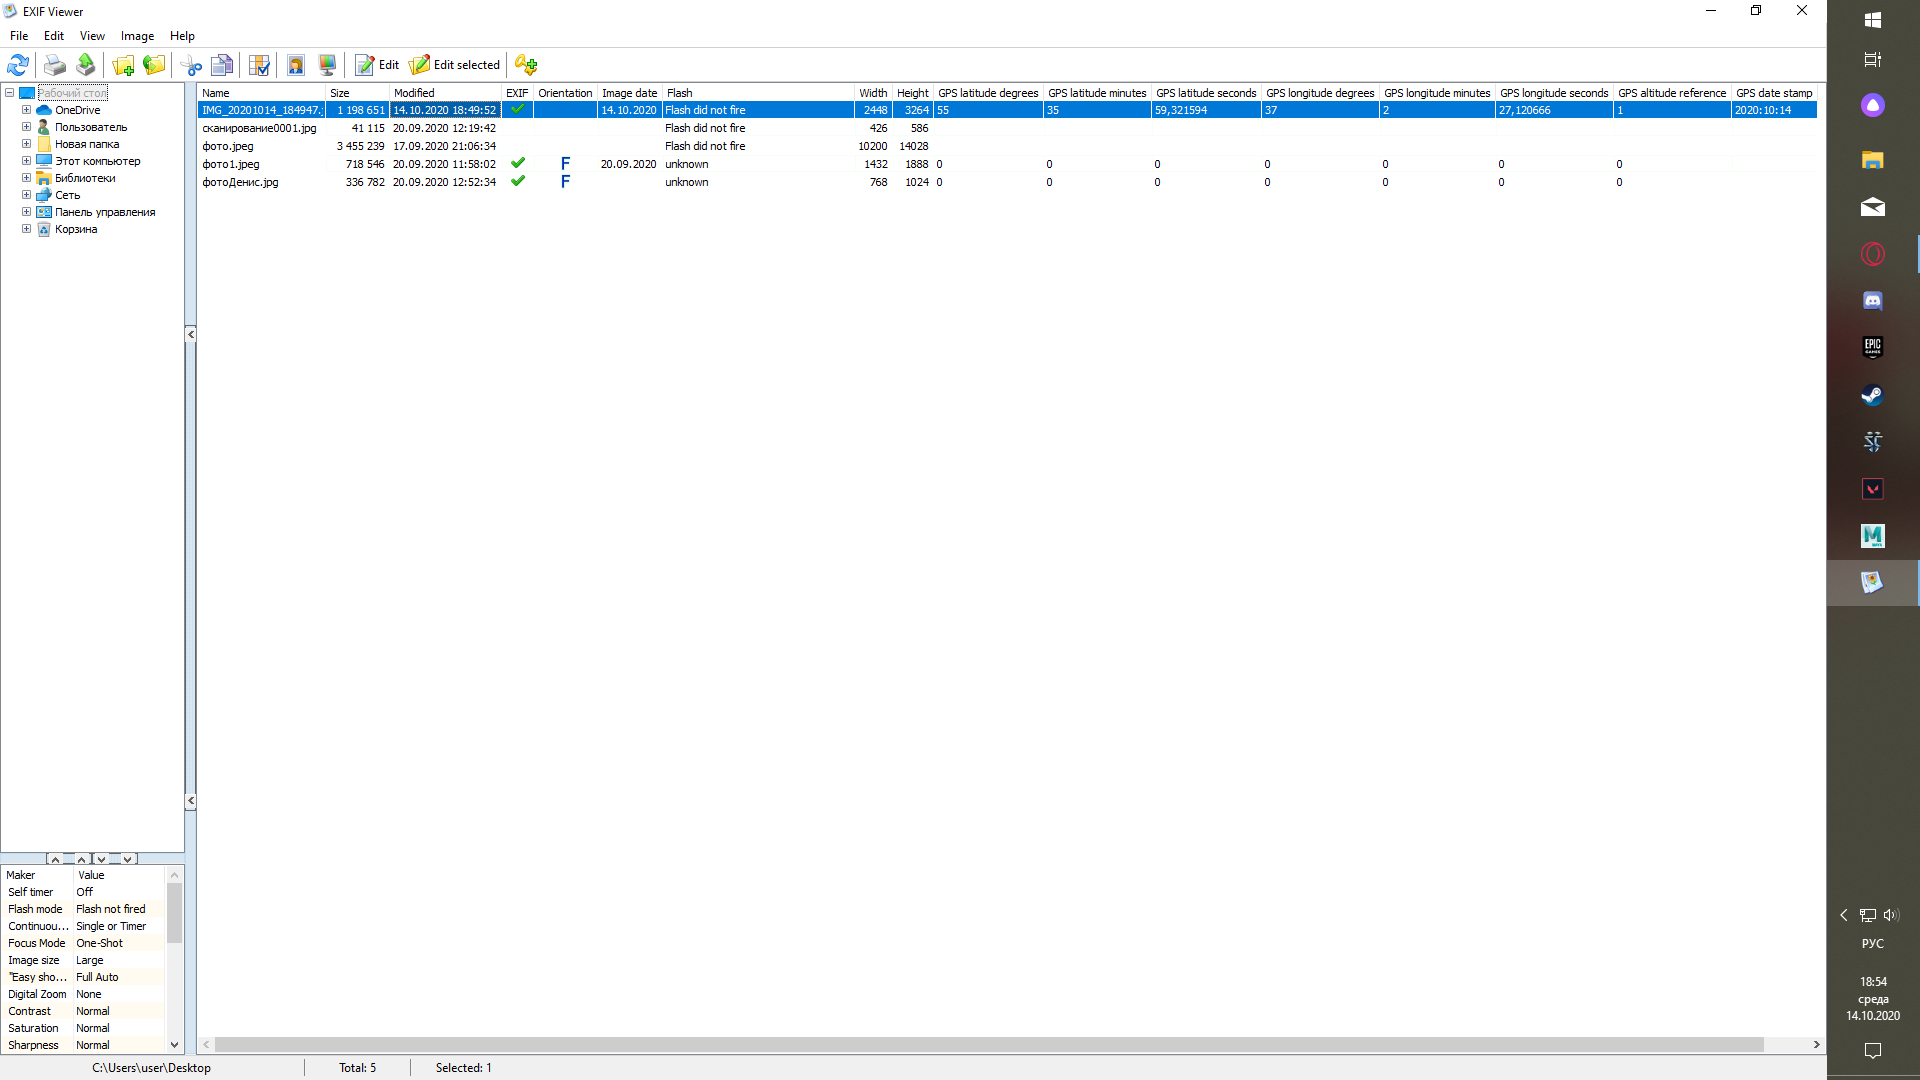 EXIF Viewer
File Edit View Image Help
Edit Edit selected
Рабочий стол
OneDrive
Пользователь
Новая папка
Этот компьютер
Библиотеки
Сеть
Панель управления
Корзина
Name Size Modified EXIF Orientation Image date Flash Width Height GPS latitude degrees GPS latitude minutes GPS latitude seconds GPS longitude degrees GPS longitude minutes GPS longitude seconds GPS altitude reference GPS date stamp
IMG_20201014_184947.j 1 198 651 14.10.2020 18:49:52 14.10.2020 Flash did not fire 2448 3264 55 35 59,321594 37 2 27,120666 1 2020:10:14
сканирование0001.jpg 41 115 20.09.2020 12:19:42 Flash did not fire 426 586
фото.jpeg 3 455 239 17.09.2020 21:06:34 Flash did not fire 10200 14028
фото1.jpeg 718 546 20.09.2020 11:58:02 F 20.09.2020 unknown 1432 1888 0 0 0 0 0 0 0
фотоДенис.jpg 336 782 20.09.2020 12:52:34 F unknown 768 1024 0 0 0 0 0 0 0
Maker Value
Self timer Off
Flash mode Flash not fired
Continuou... Single or Timer
Focus Mode One-Shot
Image size Large
"Easy sho... Full Auto
Digital Zoom None
Contrast Normal
Saturation Normal
Sharpness Normal
C:\Users\user\Desktop Total: 5 Selected: 1
EPIC
GAMES
M
РУС
18:54
среда
14.10.2020